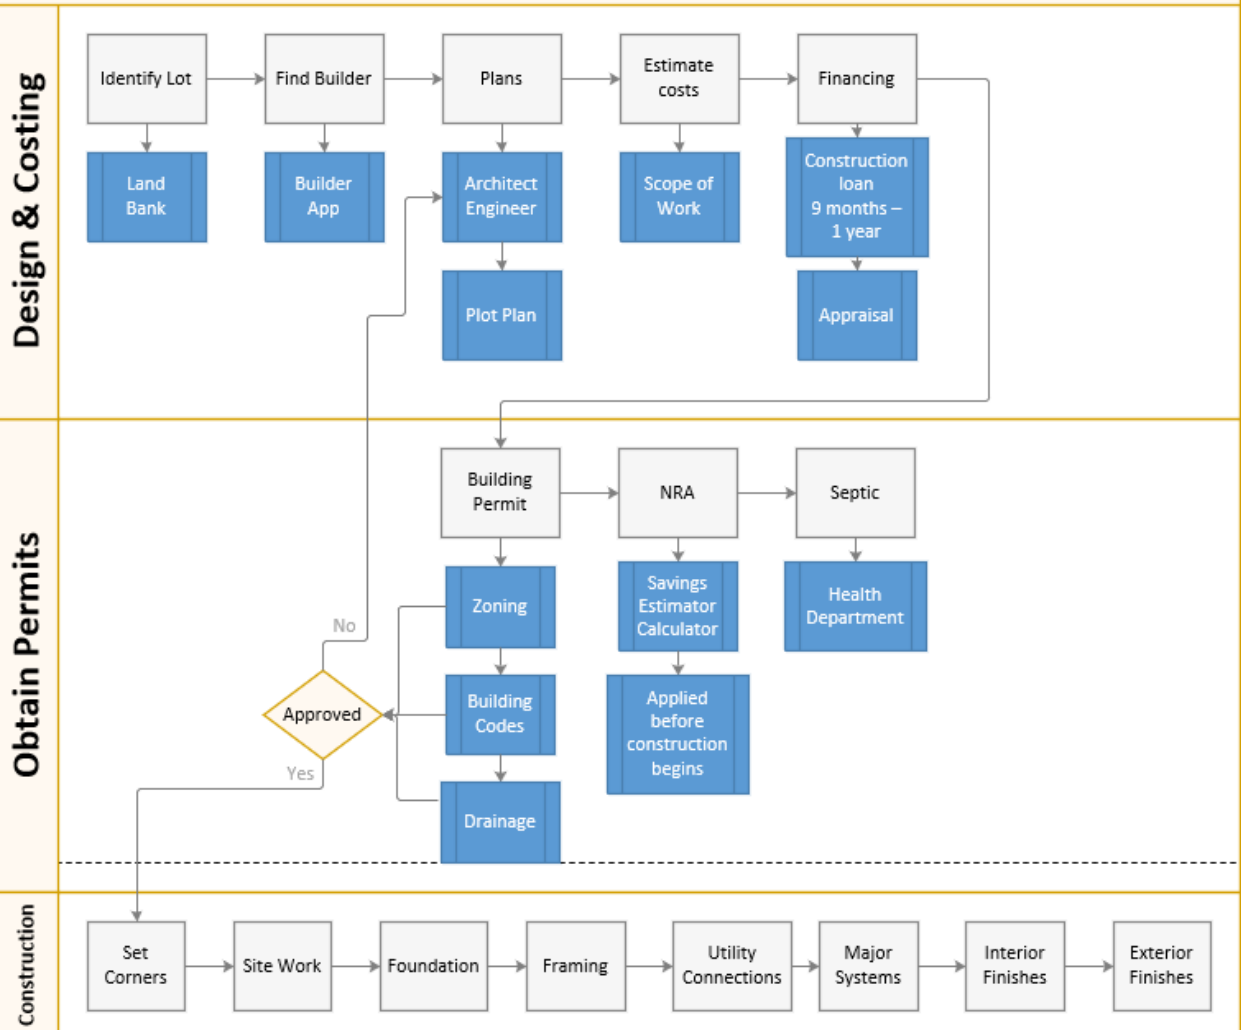 Design & Costing
Identify Lot
Find Builder
Plans
Estimate
costs
Financing
Land
Bank
Builder
App
Architect
Engineer
Scope of
Work
Construction
loan
9 months –
1 year
Plot Plan
Appraisal
Obtain Permits
Building
Permit
NRA
Septic
Zoning
Savings
Estimator
Calculator
Health
Department
No
Approved
Building
Codes
Applied
before
construction
begins
Yes
Drainage
Construction
Set
Corners
Site Work
Foundation
Framing
Utility
Connections
Major
Systems
Interior
Finishes
Exterior
Finishes